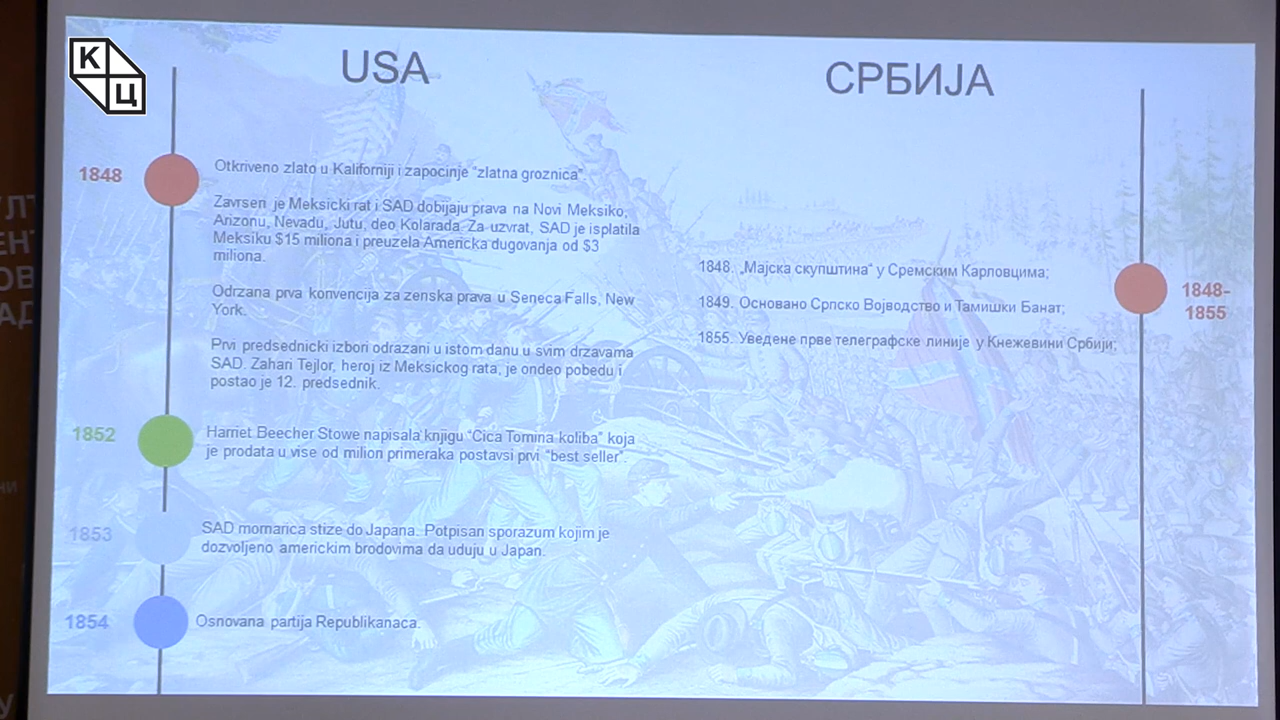 К
Ц
USA
СРБИЈА
1848
Otkriveno zlato u Kaliforniji i zapocinje "zlatna groznica".
Zavrsen je Meksicki rat i SAD dobijaju prava na Novi Meksiko,
Arizonu, Nevadu, Jutu, deo Kolarada. Za uzvrat, SAD je isplatila
Meksiku $15 miliona i preuzela Americka dugovanja od $3
miliona.
Odrzana prva konvencija za zenska prava u Seneca Falls, New
York.
Prvi predsednicki izbori odrazani u istom danu u svim drzavama
SAD. Zahari Tejlor, heroj iz Meksickog rata, je ondeo pobedu i
postao je 12. predsednik.
1852
Harriet Beecher Stowe napisala knjigu "Cica Tomina koliba" koja
je prodata u vise od milion primeraka postavsi prvi "best seller".
1853
SAD mornarica stize do Japana. Potpisan sporazum kojim je
dozvoljeno americkim brodovima da uduju u Japan.
1854
Osnovana partija Republikanaca.
1848. „Мајска скупштина“ у Сремским Карловцима;
1849. Основано Српско Војводство и Тамишки Банат;
1855. Уведене прве телеграфске линије у Кнежевини Србији;
1848-
1855